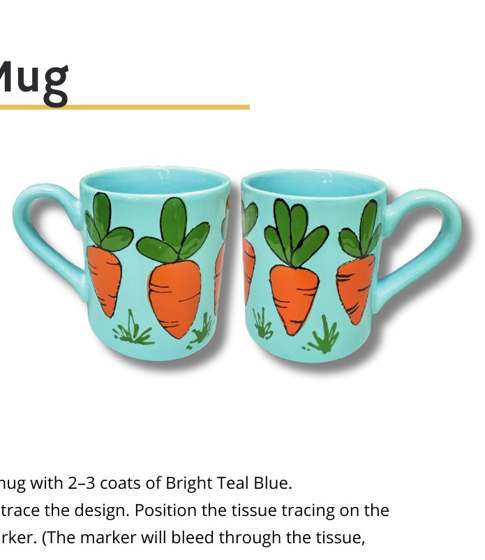 Mug
mug with 2–3 coats of Bright Teal Blue.
trace the design. Position the tissue tracing on the
rker. (The marker will bleed through the tissue,